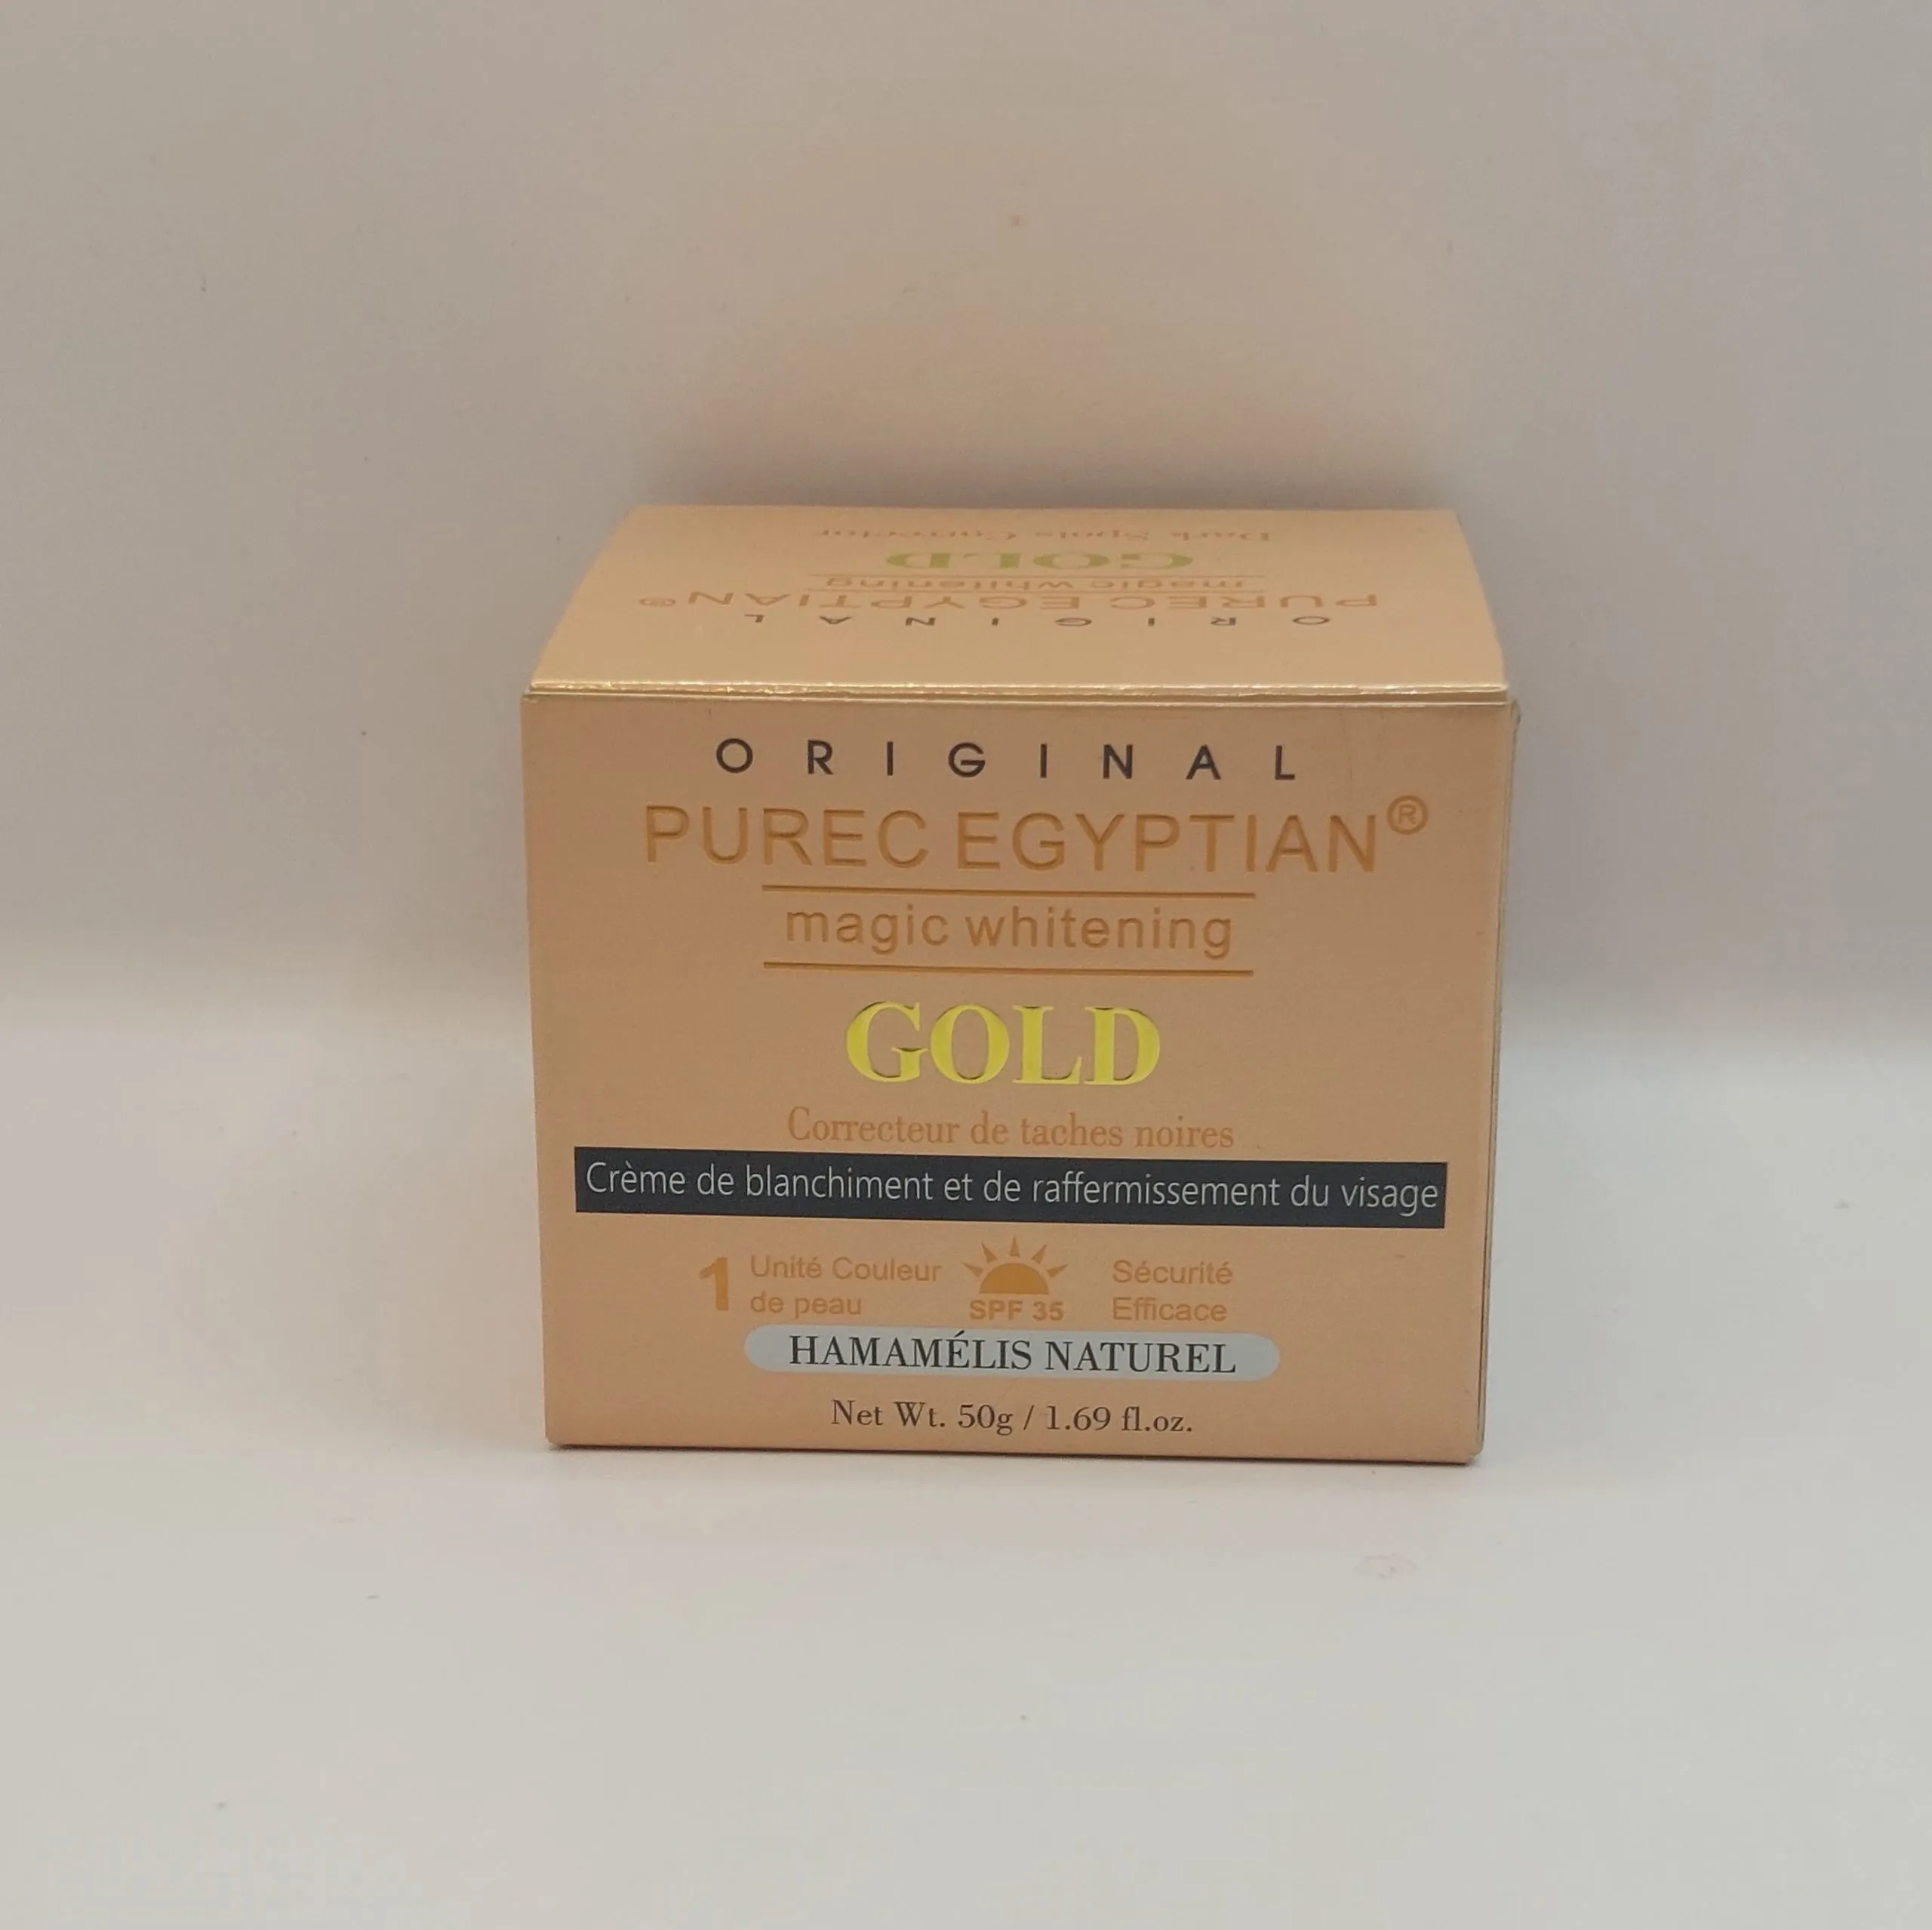 Dark Spots Corrector
GOLD
magic whitening
PUREC EGYPTIAN®
ORIGINAL
ORIGINAL
PUREC EGYPTIAN®
magic whitening
GOLD
Correcteur de taches noires
Crème de blanchiment et de raffermissement du visage
1 Unité Couleur de peau
SPF 35
Sécurité Efficace
HAMAMÉLIS NATUREL
Net Wt. 50g / 1.69 fl.oz.